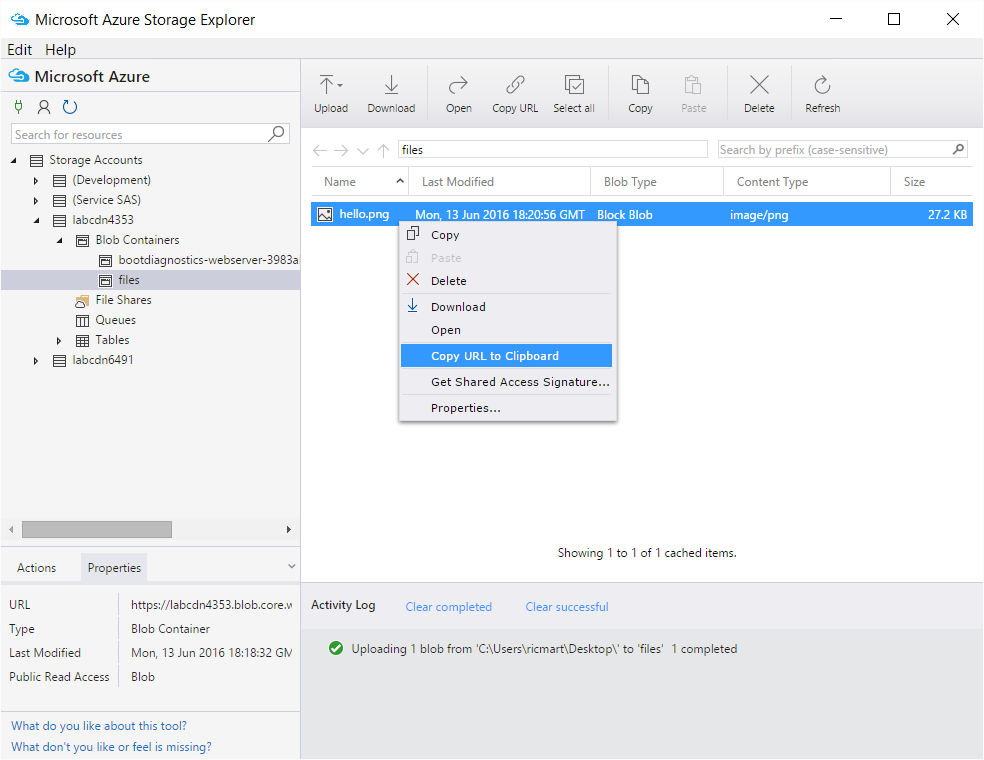 Microsoft Azure Storage Explorer
Edit Help
Microsoft Azure
Search for resources
Storage Accounts
(Development)
(Service SAS)
labcdn4353
Blob Containers
bootdiagnostics-webserver-3983a
files
File Shares
Queues
Tables
labcdn6491
Actions Properties
URL https://labcdn4353.blob.core.w
Type Blob Container
Last Modified Mon, 13 Jun 2016 18:18:32 GM
Public Read Access Blob
What do you like about this tool?
What don't you like or feel is missing?
Upload Download Open Copy URL Select all Copy Paste Delete Refresh
files Search by prefix (case-sensitive)
Name Last Modified Blob Type Content Type Size
hello.png Mon, 13 Jun 2016 18:20:56 GMT Block Blob image/png 27.2 KB
Copy
Paste
Delete
Download
Open
Copy URL to Clipboard
Get Shared Access Signature...
Properties...
Showing 1 to 1 of 1 cached items.
Activity Log Clear completed Clear successful
Uploading 1 blob from 'C:\Users\ricmart\Desktop\' to 'files' 1 completed